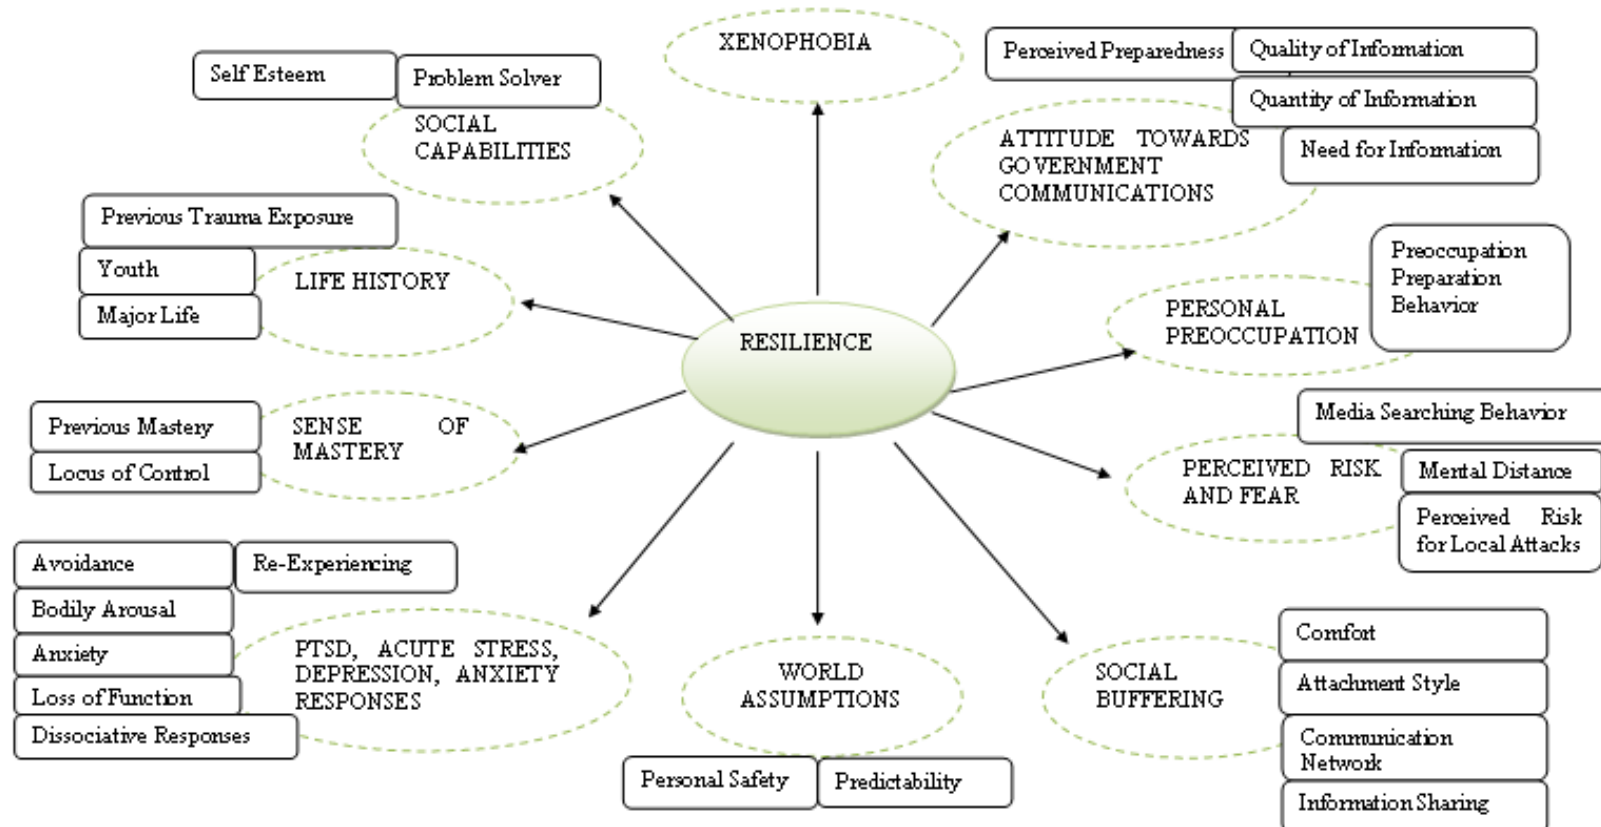 XENOPHOBIA
Self Esteem
Problem Solver
SOCIAL
CAPABILITIES
Perceived Preparedness
Quality of Information
Quantity of Information
Need for Information
ATTITUDE TOWARDS
GOVERNMENT
COMMUNICATIONS
Previous Trauma Exposure
Youth
Major Life
LIFE HISTORY
Preoccupation
Preparation
Behavior
PERSONAL
PREOCCUPATION
RESILIENCE
Previous Mastery
Locus of Control
SENSE OF
MASTERY
Media Searching Behavior
Mental Distance
Perceived Risk
for Local Attacks
PERCEIVED RISK
AND FEAR
Avoidance
Re-Experiencing
Bodily Arousal
Anxiety
Loss of Function
Dissociative Responses
PTSD, ACUTE STRESS,
DEPRESSION, ANXIETY
RESPONSES
WORLD
ASSUMPTIONS
Personal Safety
Predictability
SOCIAL
BUFFERING
Comfort
Attachment Style
Communication
Network
Information Sharing